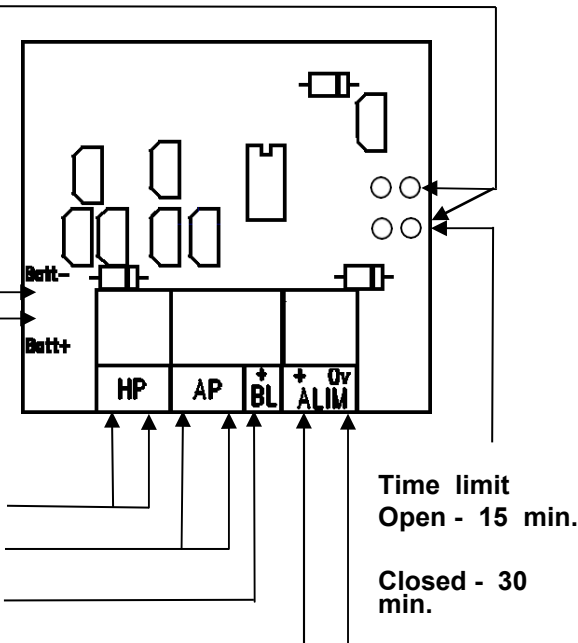 Batt-
Batt+
HP AP + BL + 0v ALIM
Time limit
Open - 15 min.
Closed - 30
min.